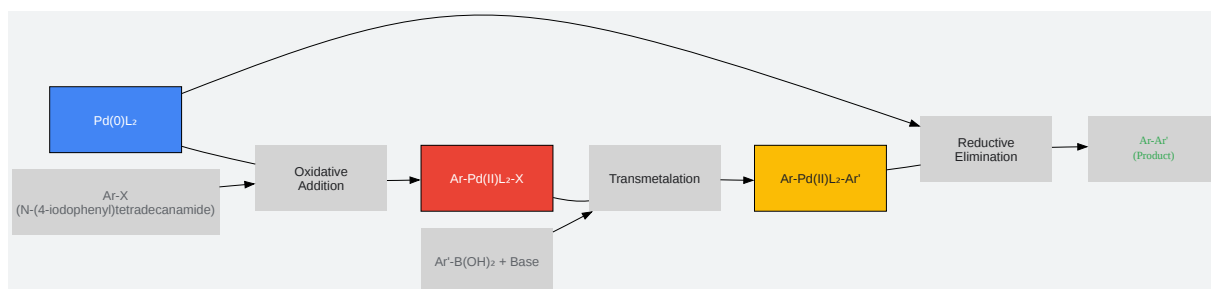 Pd(0)L₂
Ar-X
(N-(4-iodophenyl)tetradecanamide)
Oxidative
Addition
Ar-Pd(II)L₂-X
Ar'-B(OH)₂ + Base
Transmetalation
Ar-Pd(II)L₂-Ar'
Reductive
Elimination
Ar-Ar'
(Product)